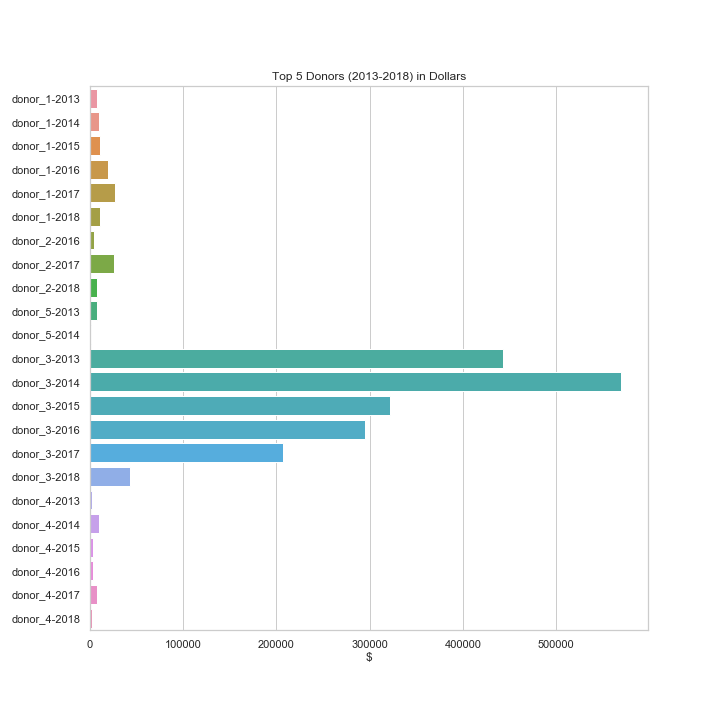 Top 5 Donors (2013-2018) in Dollars
donor_1-2013
donor_1-2014
donor_1-2015
donor_1-2016
donor_1-2017
donor_1-2018
donor_2-2016
donor_2-2017
donor_2-2018
donor_5-2013
donor_5-2014
donor_3-2013
donor_3-2014
donor_3-2015
donor_3-2016
donor_3-2017
donor_3-2018
donor_4-2013
donor_4-2014
donor_4-2015
donor_4-2016
donor_4-2017
donor_4-2018
0 100000 200000 300000 400000 500000
$